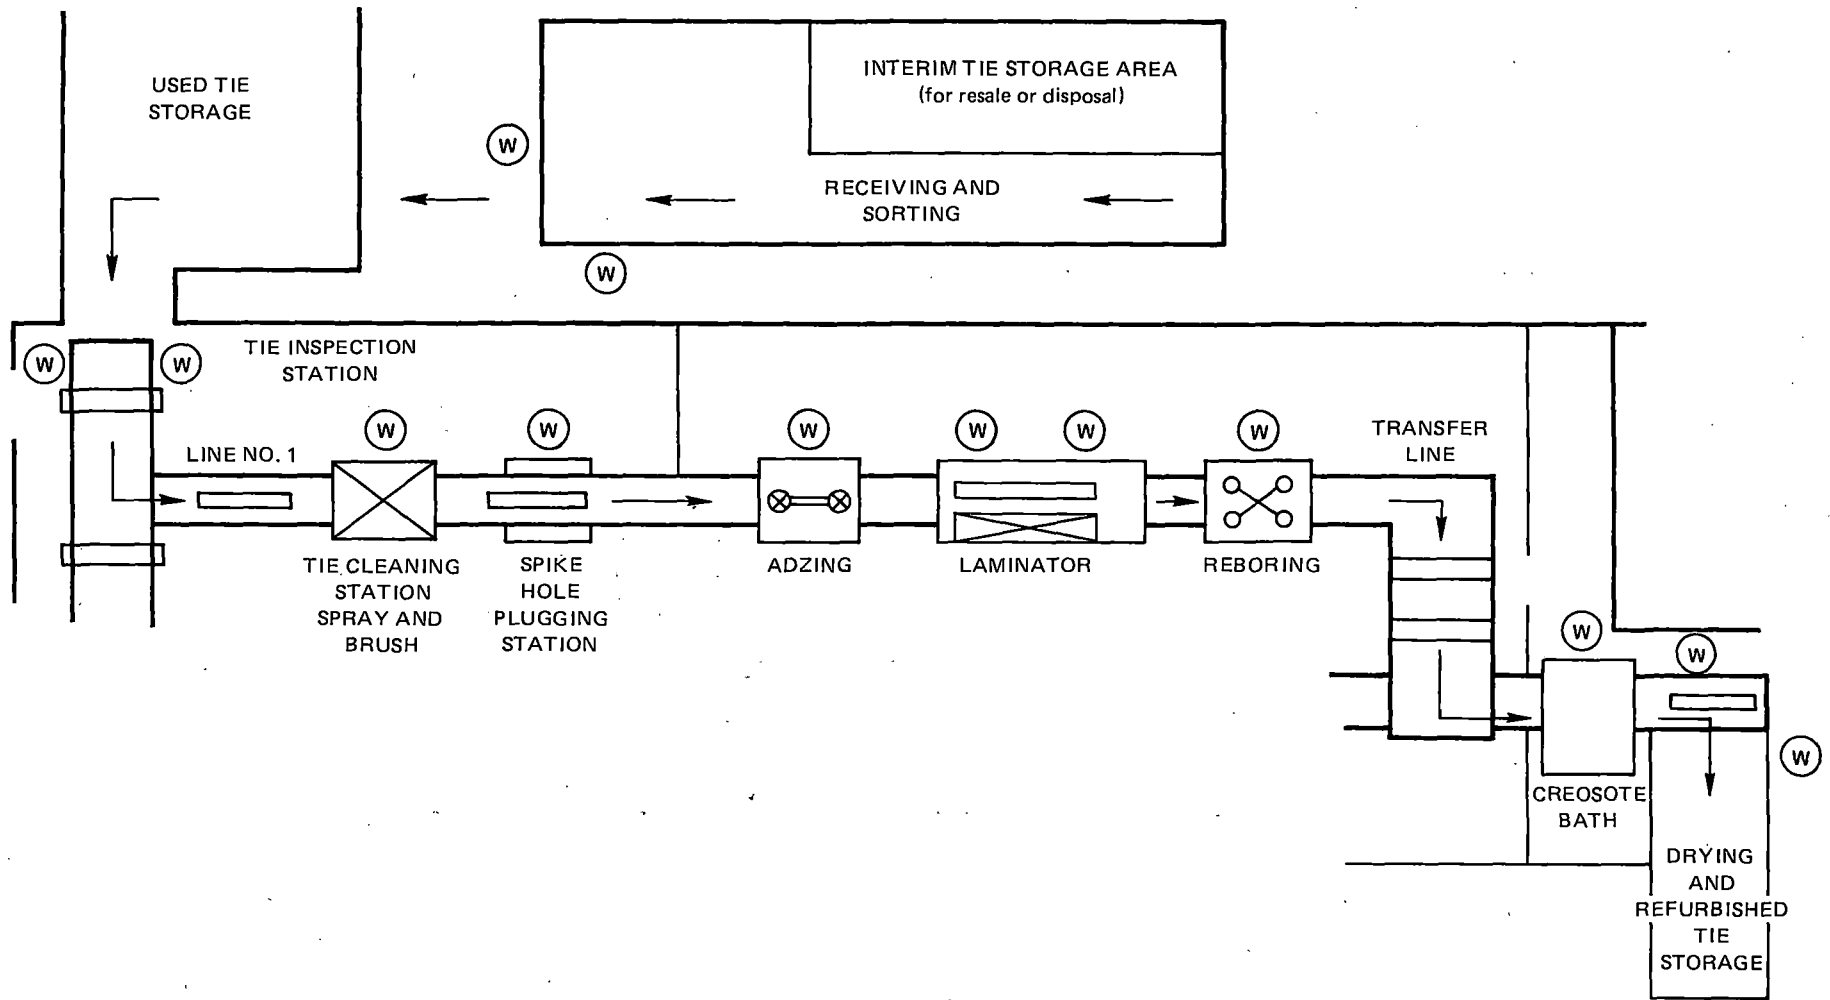 USED TIE
STORAGE
INTERIM TIE STORAGE AREA
(for resale or disposal)
W
RECEIVING AND
SORTING
W
TIE INSPECTION
STATION
W
W
LINE NO. 1
W
W
W
W
W
W
TRANSFER
LINE
TIE CLEANING
STATION
SPRAY AND
BRUSH
SPIKE
HOLE
PLUGGING
STATION
ADZING
LAMINATOR
REBORING
W
W
W
CREOSOTE
BATH
DRYING
AND
REFURBISHED
TIE
STORAGE